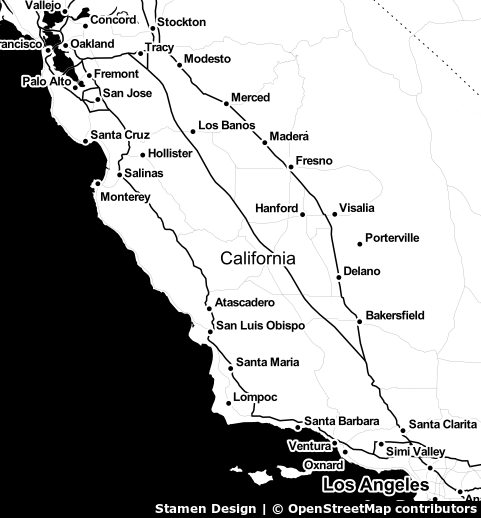 Vallejo
Concord
Stockton
rancisco
Oakland
Tracy
Modesto
Palo Alto
Fremont
San Jose
Merced
Los Banos
Santa Cruz
Maderá
Hollister
Fresno
Salinas
Monterey
Hanford
Visalia
Porterville
California
Delano
Atascadero
Bakersfield
San Luis Obispo
Santa Maria
Lompoc
Santa Barbara
Santa Clarita
Ventura
Simi Valley
Oxnard
Los Angeles
An
Stamen Design | © OpenStreetMap contributors